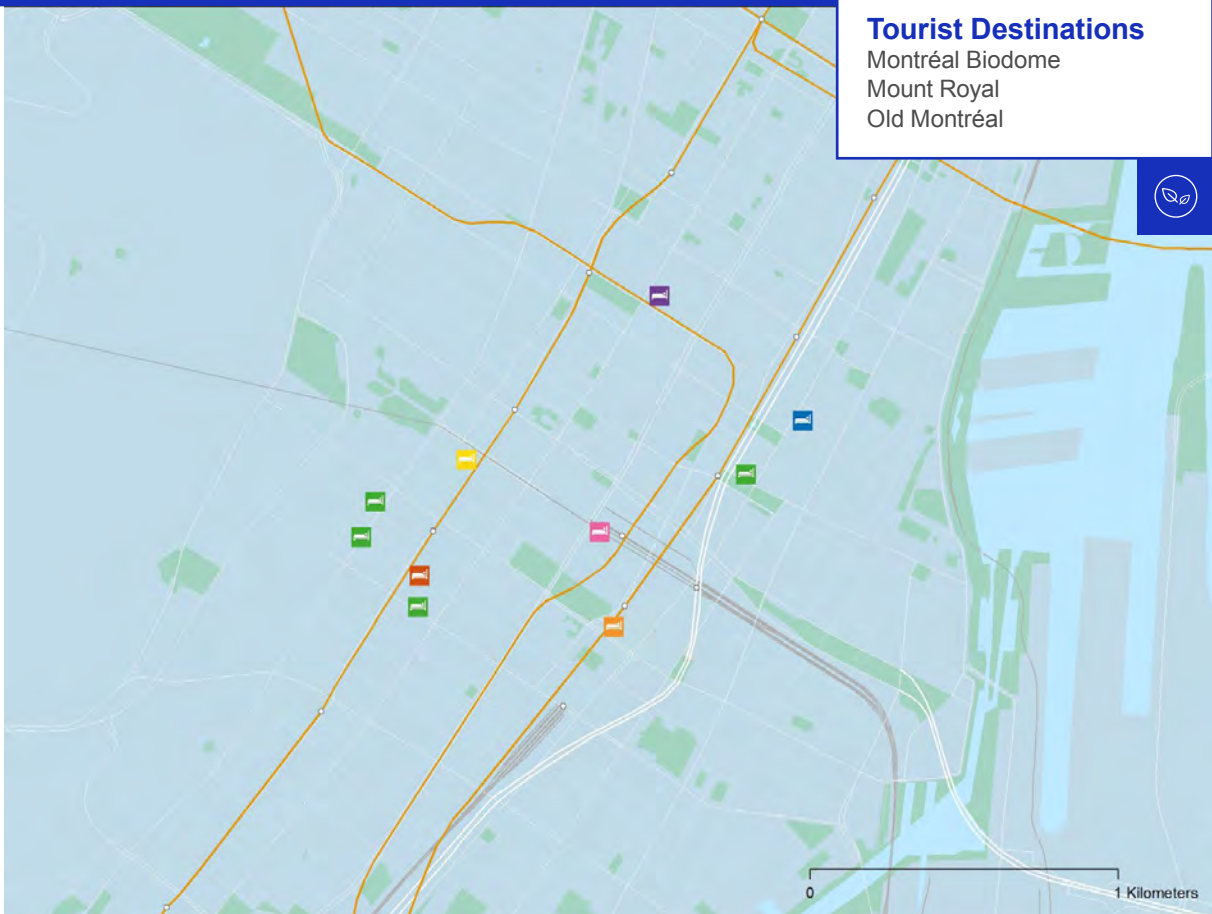 Tourist Destinations
Montréal Biodome
Mount Royal
Old Montréal
0 1 Kilometers